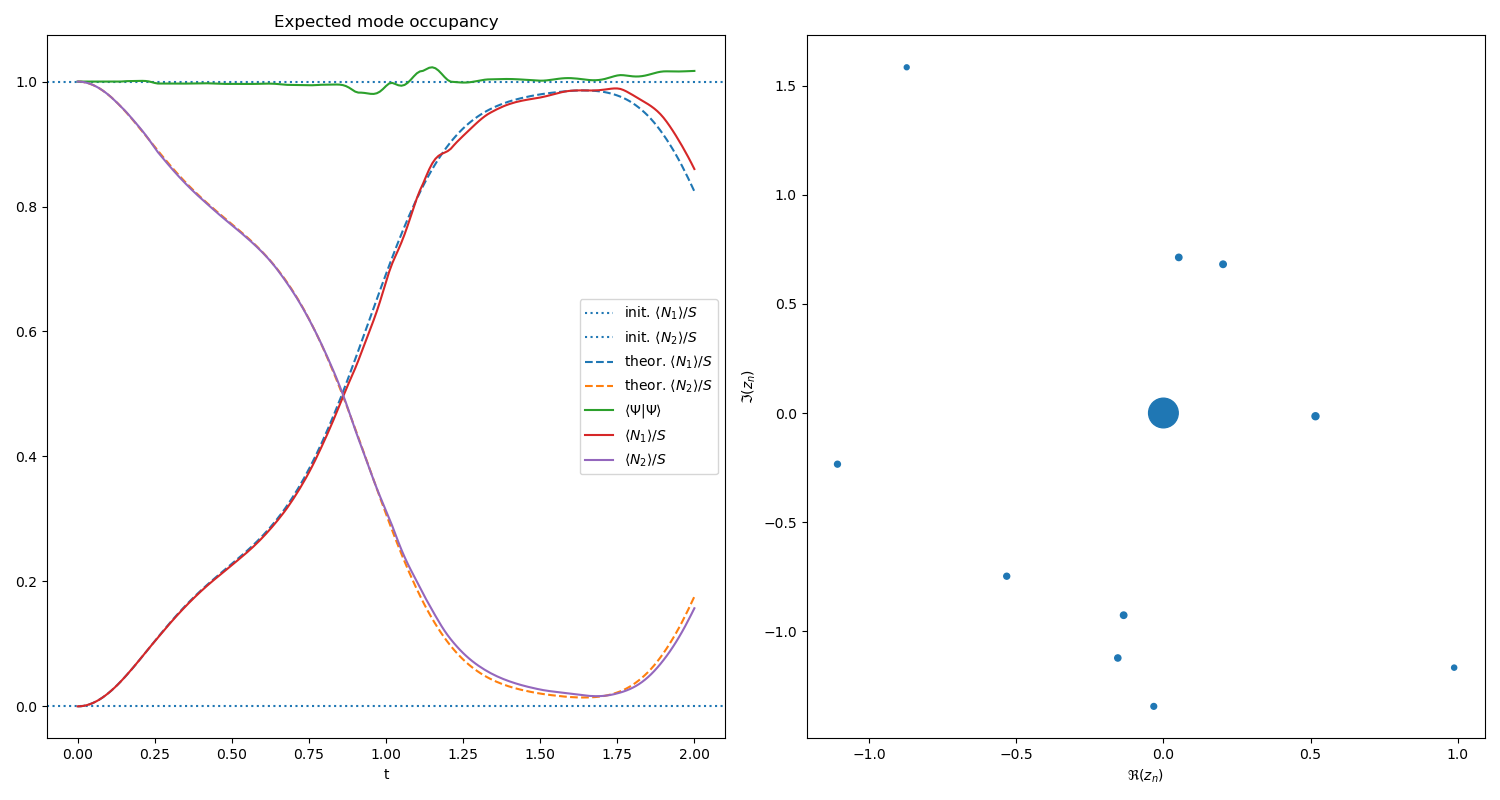 Expected mode occupancy
1.0
0.8
0.6
0.4
0.2
0.0
0.00 0.25 0.50 0.75 1.00 1.25 1.50 1.75 2.00
t
init. ⟨N₁⟩/S
init. ⟨N₂⟩/S
theor. ⟨N₁⟩/S
theor. ⟨N₂⟩/S
⟨Ψ|Ψ⟩
⟨N₁⟩/S
⟨N₂⟩/S
ℑ(zₙ)
1.5
1.0
0.5
0.0
−0.5
−1.0
−1.0 −0.5 0.0 0.5 1.0
ℜ(zₙ)